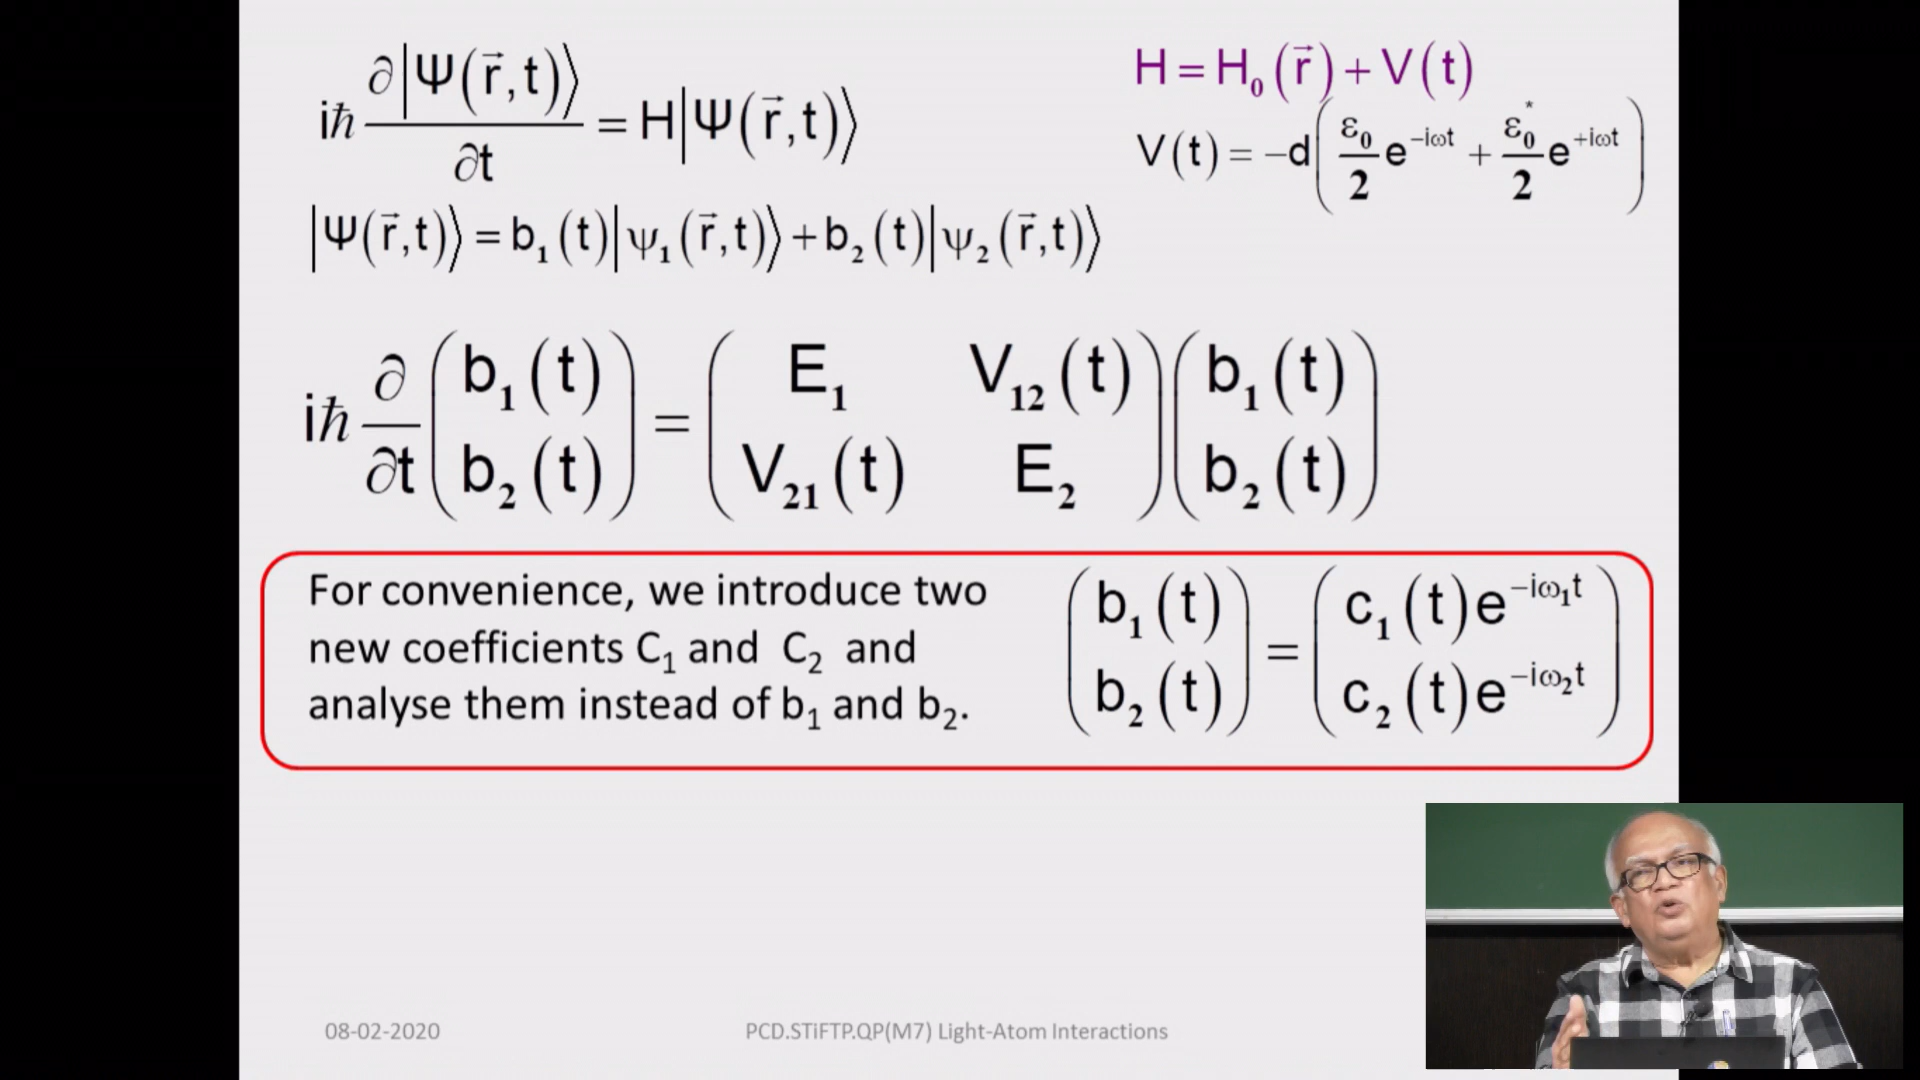 iħ ∂|Ψ(r⃗,t)⟩/∂t = H|Ψ(r⃗,t)⟩
H = H₀(r⃗) + V(t)
V(t) = −d( ε₀/2 e^{−iωt} + ε₀*/2 e^{+iωt} )
|Ψ(r⃗,t)⟩ = b₁(t)|ψ₁(r⃗,t)⟩ + b₂(t)|ψ₂(r⃗,t)⟩
iħ ∂/∂t ( b₁(t) ; b₂(t) ) = ( E₁ V₁₂(t) ; V₂₁(t) E₂ ) ( b₁(t) ; b₂(t) )
For convenience, we introduce two
new coefficients C₁ and C₂ and
analyse them instead of b₁ and b₂.
( b₁(t) ; b₂(t) ) = ( c₁(t)e^{−iω₁t} ; c₂(t)e^{−iω₂t} )
08-02-2020
PCD.STiFTP.QP(M7) Light-Atom Interactions